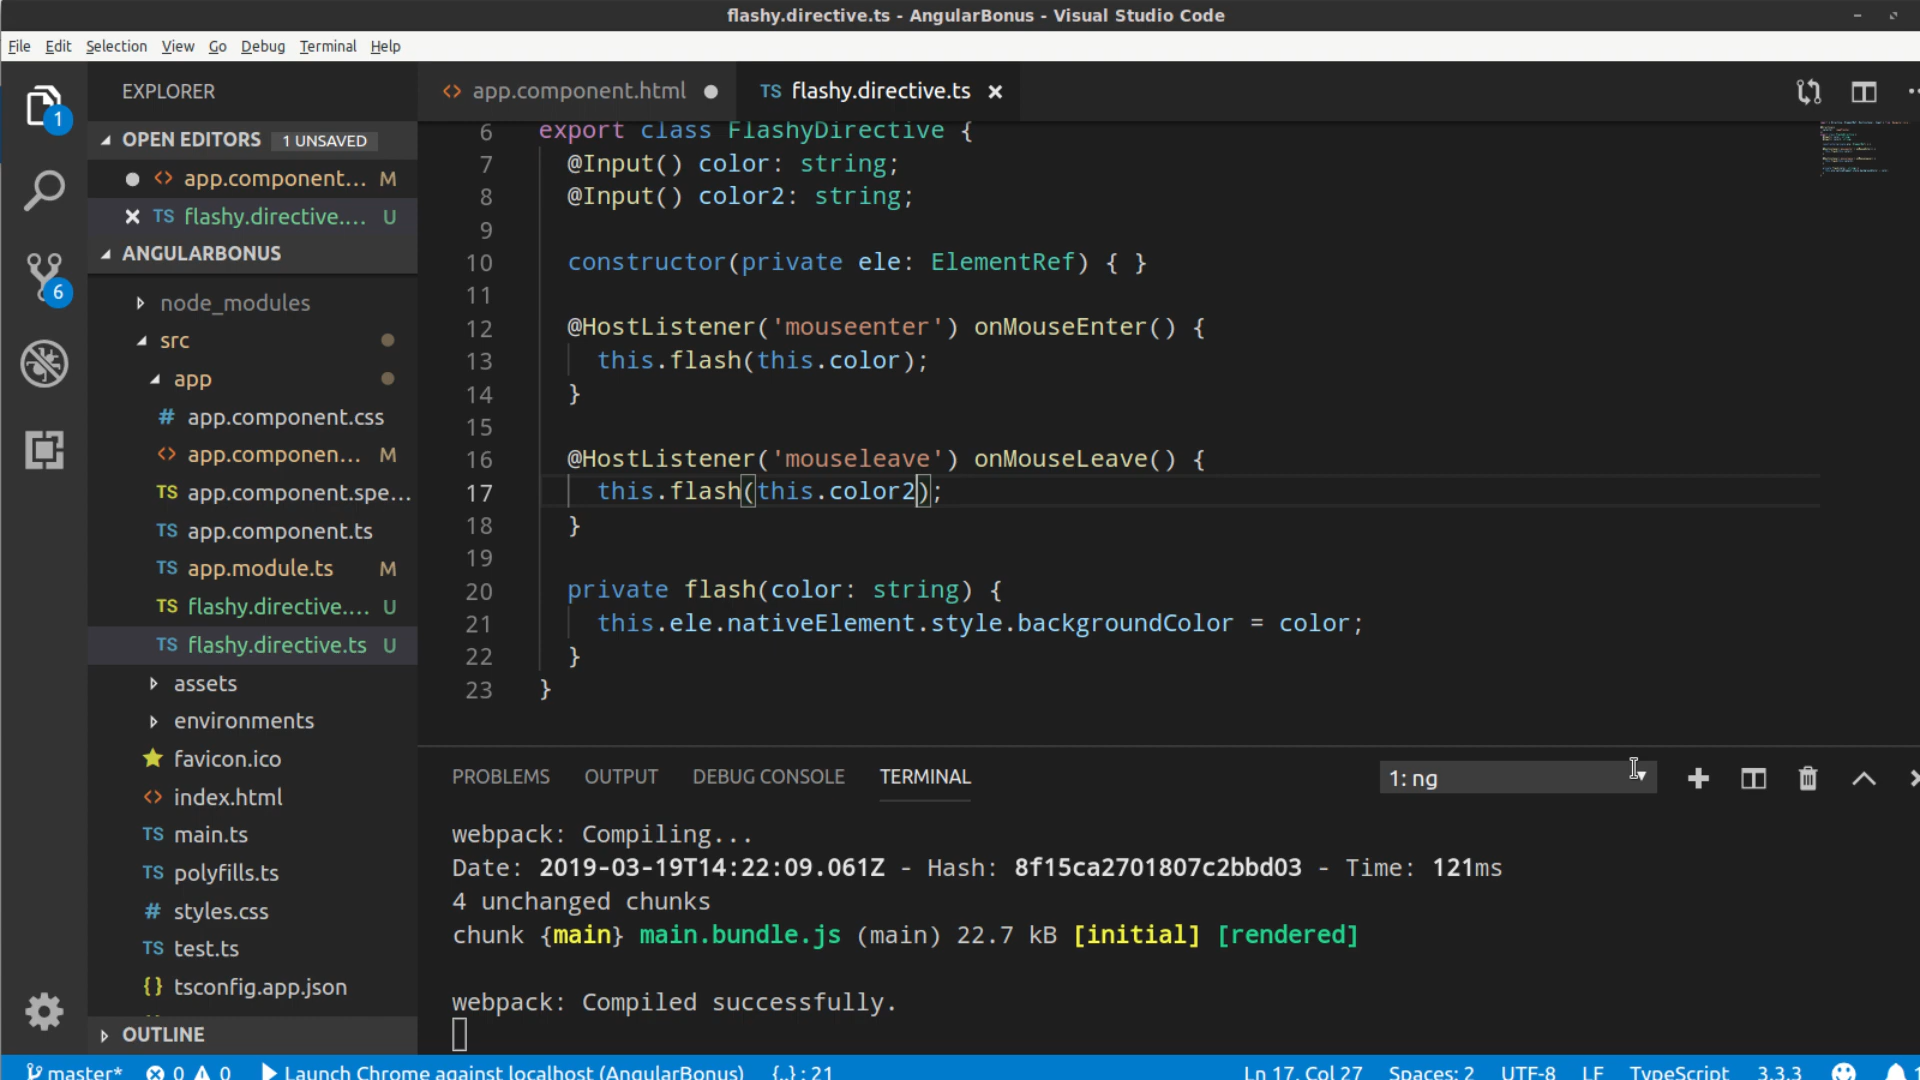 flashy.directive.ts - AngularBonus - Visual Studio Code
File Edit Selection View Go Debug Terminal Help
EXPLORER
OPEN EDITORS 1 UNSAVED
app.component... M
TS flashy.directive.... U
ANGULARBONUS
node_modules
src
app
# app.component.css
<> app.componen... M
TS app.component.spe...
TS app.component.ts
TS app.module.ts M
TS flashy.directive.... U
TS flashy.directive.ts U
assets
environments
favicon.ico
<> index.html
TS main.ts
TS polyfills.ts
# styles.css
TS test.ts
{} tsconfig.app.json
OUTLINE
1
6
<> app.component.html
TS flashy.directive.ts
6 export class FlashyDirective {
7 @Input() color: string;
8 @Input() color2: string;
9
10 constructor(private ele: ElementRef) { }
11
12 @HostListener('mouseenter') onMouseEnter() {
13 this.flash(this.color);
14 }
15
16 @HostListener('mouseleave') onMouseLeave() {
17 this.flash(this.color2);
18 }
19
20 private flash(color: string) {
21 this.ele.nativeElement.style.backgroundColor = color;
22 }
23 }
PROBLEMS OUTPUT DEBUG CONSOLE TERMINAL 1: ng
webpack: Compiling...
Date: 2019-03-19T14:22:09.061Z - Hash: 8f15ca2701807c2bbd03 - Time: 121ms
4 unchanged chunks
chunk {main} main.bundle.js (main) 22.7 kB [initial] [rendered]
webpack: Compiled successfully.
master* 0 0 Launch Chrome against localhost (AngularBonus) {..} : 21 Ln 17, Col 27 Spaces: 2 UTF-8 LF TypeScript 3.3.3 1